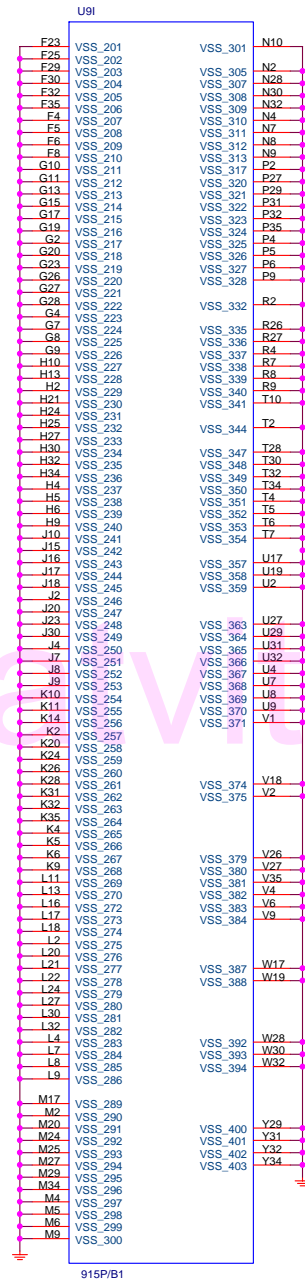 U9I
F23 VSS_201
F25 VSS_202
F29 VSS_203
F30 VSS_204
F32 VSS_205
F35 VSS_206
F4 VSS_207
F5 VSS_208
F6 VSS_209
F8 VSS_210
G10 VSS_211
G11 VSS_212
G13 VSS_213
G15 VSS_214
G17 VSS_215
G19 VSS_216
G2 VSS_217
G20 VSS_218
G23 VSS_219
G26 VSS_220
G27 VSS_221
G28 VSS_222
G4 VSS_223
G7 VSS_224
G8 VSS_225
G9 VSS_226
H10 VSS_227
H13 VSS_228
H2 VSS_229
H21 VSS_230
H24 VSS_231
H25 VSS_232
H27 VSS_233
H30 VSS_234
H32 VSS_235
H34 VSS_236
H4 VSS_237
H5 VSS_238
H6 VSS_239
H9 VSS_240
J10 VSS_241
J15 VSS_242
J16 VSS_243
J17 VSS_244
J18 VSS_245
J2 VSS_246
J20 VSS_247
J23 VSS_248
J30 VSS_249
J4 VSS_250
J7 VSS_251
J8 VSS_252
J9 VSS_253
K10 VSS_254
K11 VSS_255
K14 VSS_256
K2 VSS_257
K20 VSS_258
K24 VSS_259
K26 VSS_260
K28 VSS_261
K31 VSS_262
K32 VSS_263
K35 VSS_264
K4 VSS_265
K5 VSS_266
K6 VSS_267
K9 VSS_268
L11 VSS_269
L13 VSS_270
L16 VSS_272
L17 VSS_273
L18 VSS_274
L2 VSS_275
L20 VSS_276
L21 VSS_277
L22 VSS_278
L24 VSS_279
L27 VSS_280
L30 VSS_281
L32 VSS_282
L4 VSS_283
L7 VSS_284
L8 VSS_285
L9 VSS_286
M17 VSS_289
M2 VSS_290
M20 VSS_291
M24 VSS_292
M25 VSS_293
M27 VSS_294
M29 VSS_295
M34 VSS_296
M4 VSS_297
M5 VSS_298
M6 VSS_299
M9 VSS_300
VSS_301 N10
VSS_305 N2
VSS_307 N28
VSS_308 N30
VSS_309 N32
VSS_310 N4
VSS_311 N7
VSS_312 N8
VSS_313 N9
VSS_317 P2
VSS_320 P27
VSS_321 P29
VSS_322 P31
VSS_323 P32
VSS_324 P35
VSS_325 P4
VSS_326 P5
VSS_327 P6
VSS_328 P9
VSS_332 R2
VSS_335 R26
VSS_336 R27
VSS_337 R4
VSS_338 R7
VSS_339 R8
VSS_340 R9
VSS_341 T10
VSS_344 T2
VSS_347 T28
VSS_348 T30
VSS_349 T32
VSS_350 T34
VSS_351 T4
VSS_352 T5
VSS_353 T6
VSS_354 T7
VSS_357 U17
VSS_358 U19
VSS_359 U2
VSS_363 U27
VSS_364 U29
VSS_365 U31
VSS_366 U32
VSS_367 U4
VSS_368 U7
VSS_369 U8
VSS_370 U9
VSS_371 V1
VSS_374 V18
VSS_375 V2
VSS_379 V26
VSS_380 V27
VSS_381 V35
VSS_382 V4
VSS_383 V6
VSS_384 V9
VSS_387 W17
VSS_388 W19
VSS_392 W28
VSS_393 W30
VSS_394 W32
VSS_400 Y29
VSS_401 Y31
VSS_402 Y32
VSS_403 Y34
915P/B1